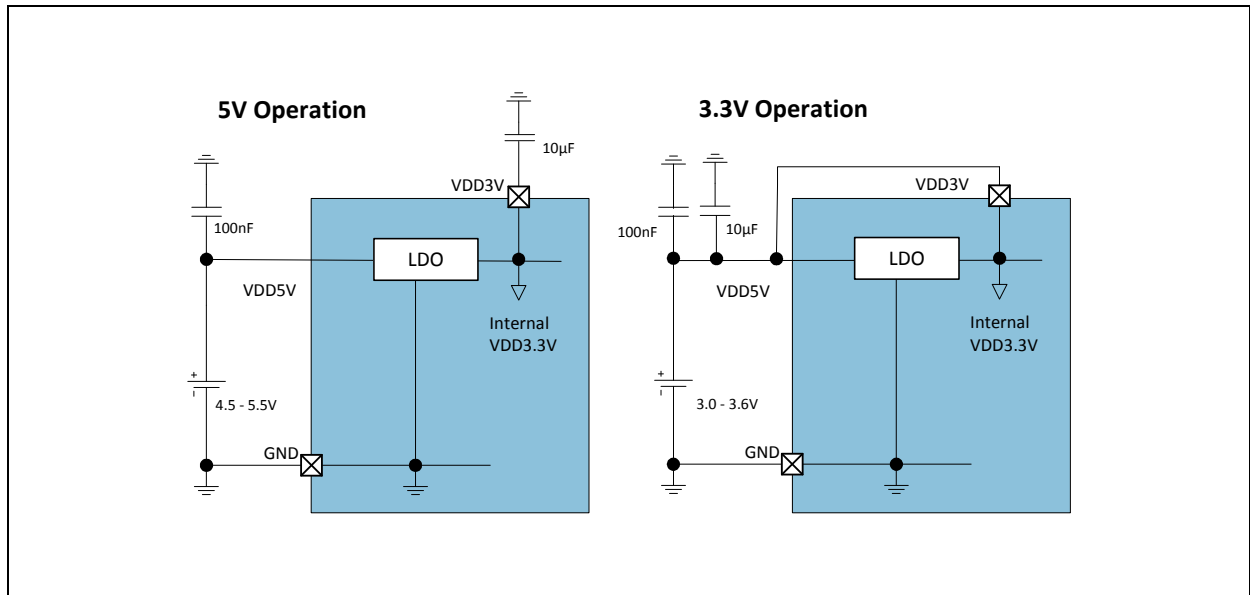 5V Operation
10µF
VDD3V
100nF
LDO
VDD5V
Internal
VDD3.3V
+
-
4.5 - 5.5V
GND
3.3V Operation
VDD3V
100nF
10µF
LDO
VDD5V
Internal
VDD3.3V
+
-
3.0 - 3.6V
GND